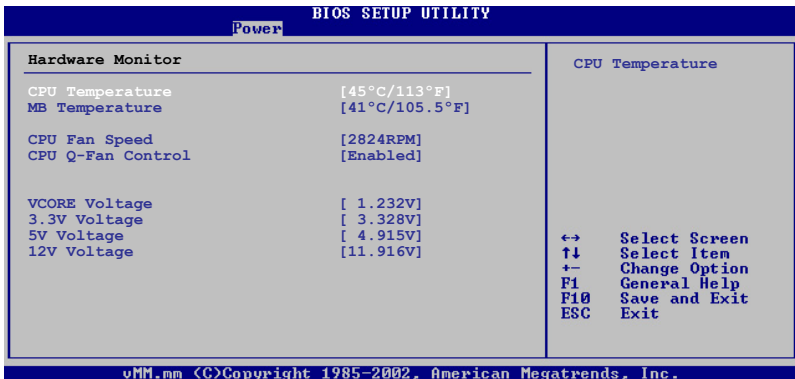 BIOS SETUP UTILITY
Power
Hardware Monitor
CPU Temperature [45°C/113°F]
MB Temperature [41°C/105.5°F]
CPU Fan Speed [2824RPM]
CPU Q-Fan Control [Enabled]
VCORE Voltage [ 1.232V]
3.3V Voltage [ 3.328V]
5V Voltage [ 4.915V]
12V Voltage [11.916V]
CPU Temperature
←→ Select Screen
↑↓ Select Item
+- Change Option
F1 General Help
F10 Save and Exit
ESC Exit
vMM.mm (C)Copyright 1985-2002, American Megatrends, Inc.